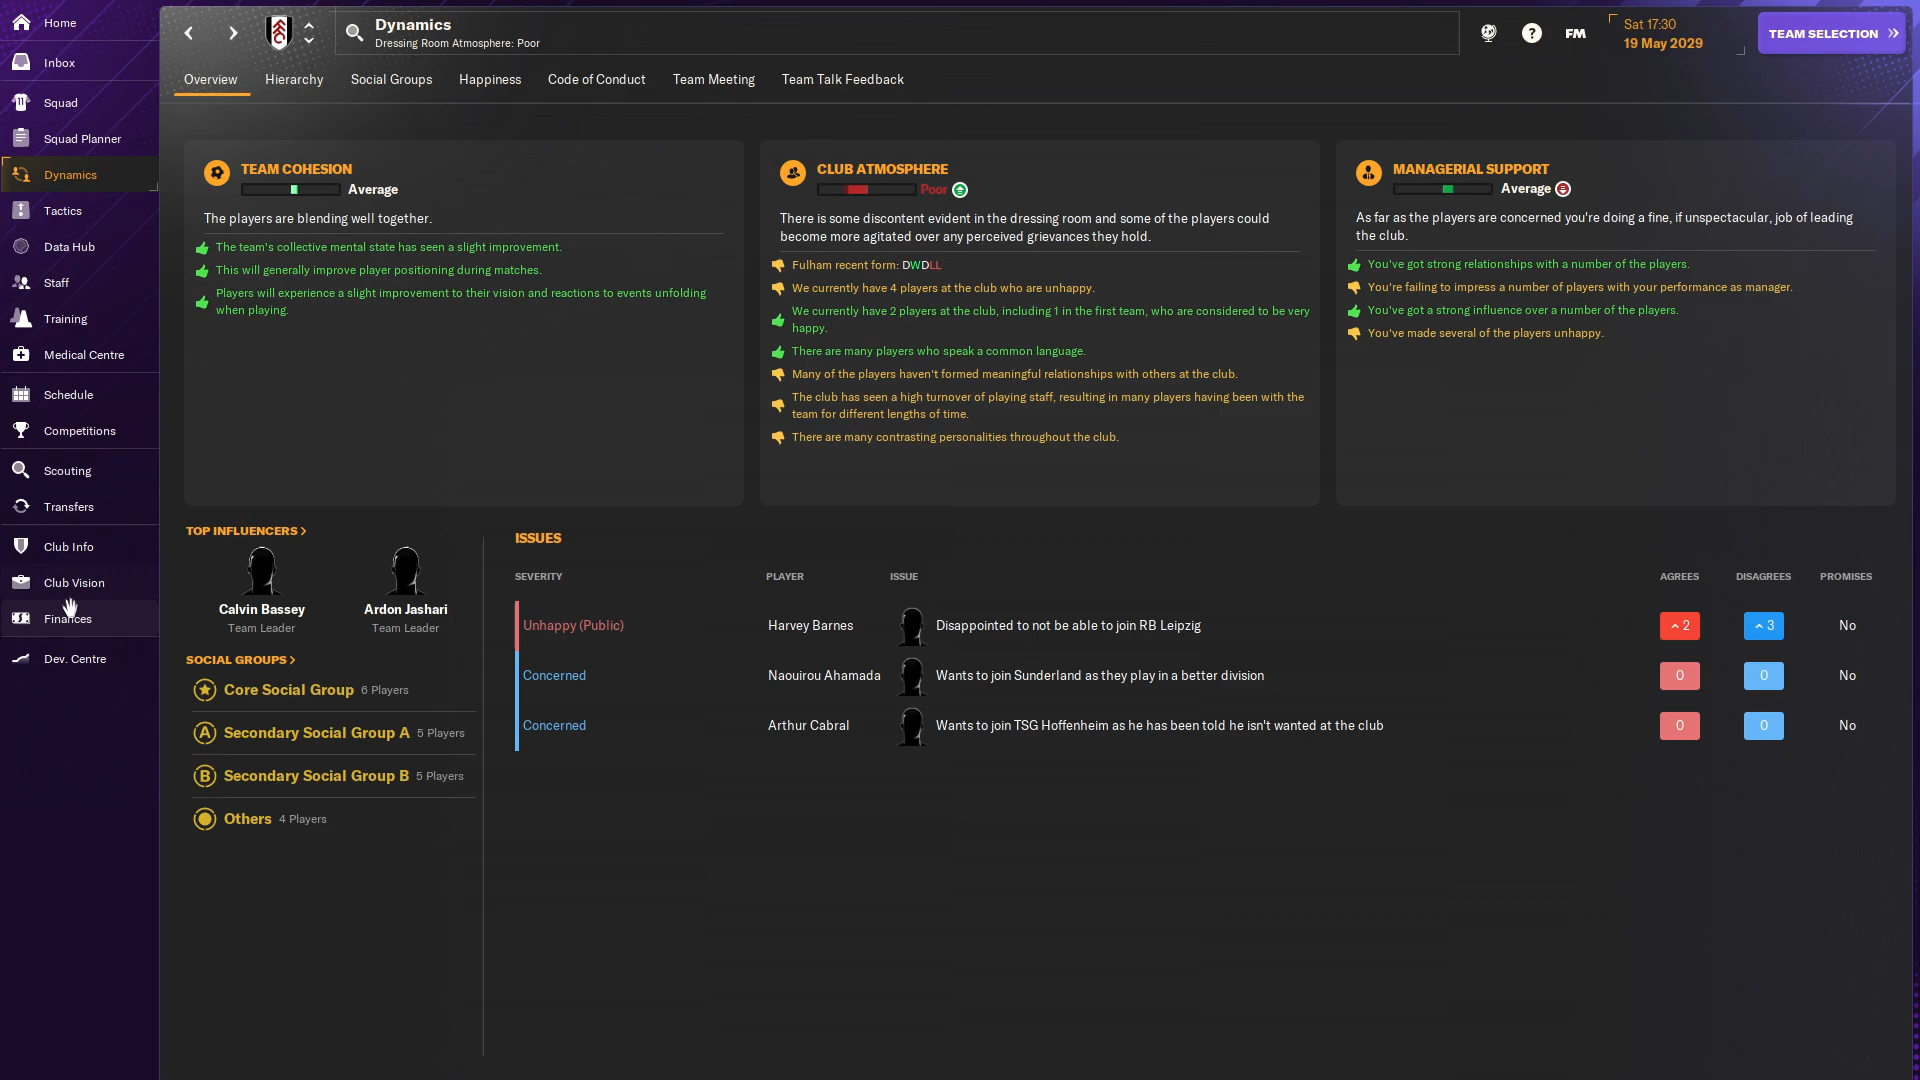 Home
Inbox
Squad
Squad Planner
Dynamics
Tactics
Data Hub
Staff
Training
Medical Centre
Schedule
Competitions
Scouting
Transfers
Club Info
Club Vision
Finances
Dev. Centre
Dynamics
Dressing Room Atmosphere: Poor
?
FM
Sat 17:30
19 May 2029
TEAM SELECTION
Overview Hierarchy Social Groups Happiness Code of Conduct Team Meeting Team Talk Feedback
TEAM COHESION
Average
The players are blending well together.
The team's collective mental state has seen a slight improvement.
This will generally improve player positioning during matches.
Players will experience a slight improvement to their vision and reactions to events unfolding
when playing.
CLUB ATMOSPHERE
Poor
There is some discontent evident in the dressing room and some of the players could
become more agitated over any perceived grievances they hold.
Fulham recent form: DWDLL
We currently have 4 players at the club who are unhappy.
We currently have 2 players at the club, including 1 in the first team, who are considered to be very
happy.
There are many players who speak a common language.
Many of the players haven't formed meaningful relationships with others at the club.
The club has seen a high turnover of playing staff, resulting in many players having been with the
team for different lengths of time.
There are many contrasting personalities throughout the club.
MANAGERIAL SUPPORT
Average
As far as the players are concerned you're doing a fine, if unspectacular, job of leading
the club.
You've got strong relationships with a number of the players.
You're failing to impress a number of players with your performance as manager.
You've got a strong influence over a number of the players.
You've made several of the players unhappy.
TOP INFLUENCERS >
Calvin Bassey
Team Leader
Ardon Jashari
Team Leader
SOCIAL GROUPS >
Core Social Group 6 Players
A Secondary Social Group A 5 Players
B Secondary Social Group B 5 Players
Others 4 Players
ISSUES
SEVERITY PLAYER ISSUE AGREES DISAGREES PROMISES
Unhappy (Public) Harvey Barnes Disappointed to not be able to join RB Leipzig 2 3 No
Concerned Naouirou Ahamada Wants to join Sunderland as they play in a better division 0 0 No
Concerned Arthur Cabral Wants to join TSG Hoffenheim as he has been told he isn't wanted at the club 0 0 No